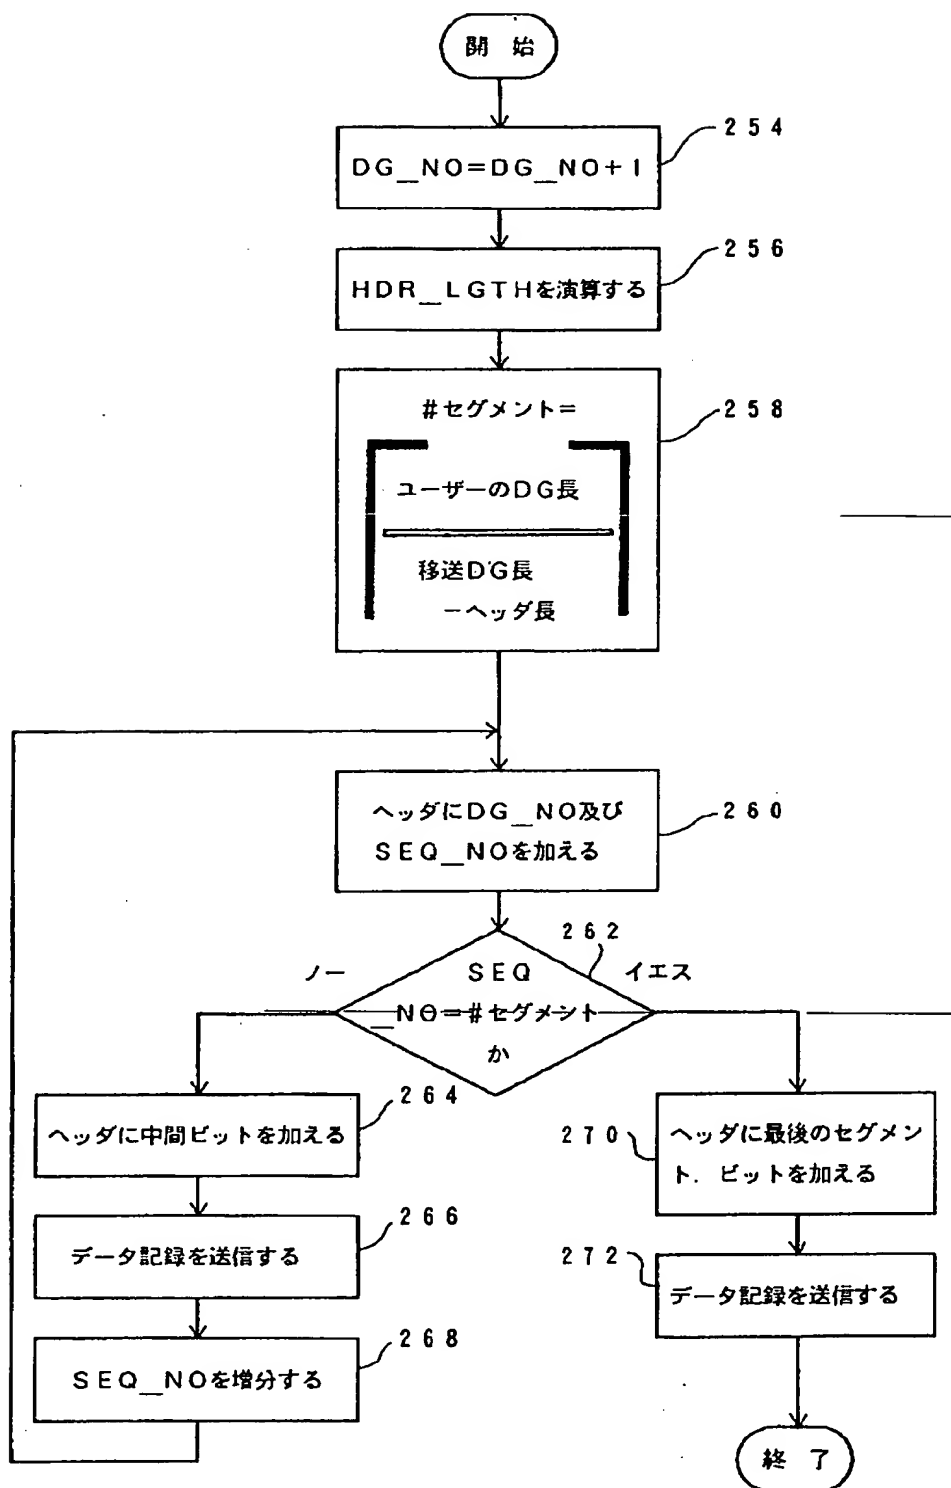 開 始
254
DG_NO=DG_NO+1
256
HDR_LGTHを演算する
258
#セグメント=
ユーザーのDG長
移送DG長
-ヘッダ長
260
ヘッダにDG_NO及び
SEQ_NOを加える
262
ノー
イエス
SEQ
_NO=#セグメント
か
264
ヘッダに中間ビットを加える
266
データ記録を送信する
268
SEQ_NOを増分する
270
ヘッダに最後のセグメン
ト.ビットを加える
272
データ記録を送信する
終 了